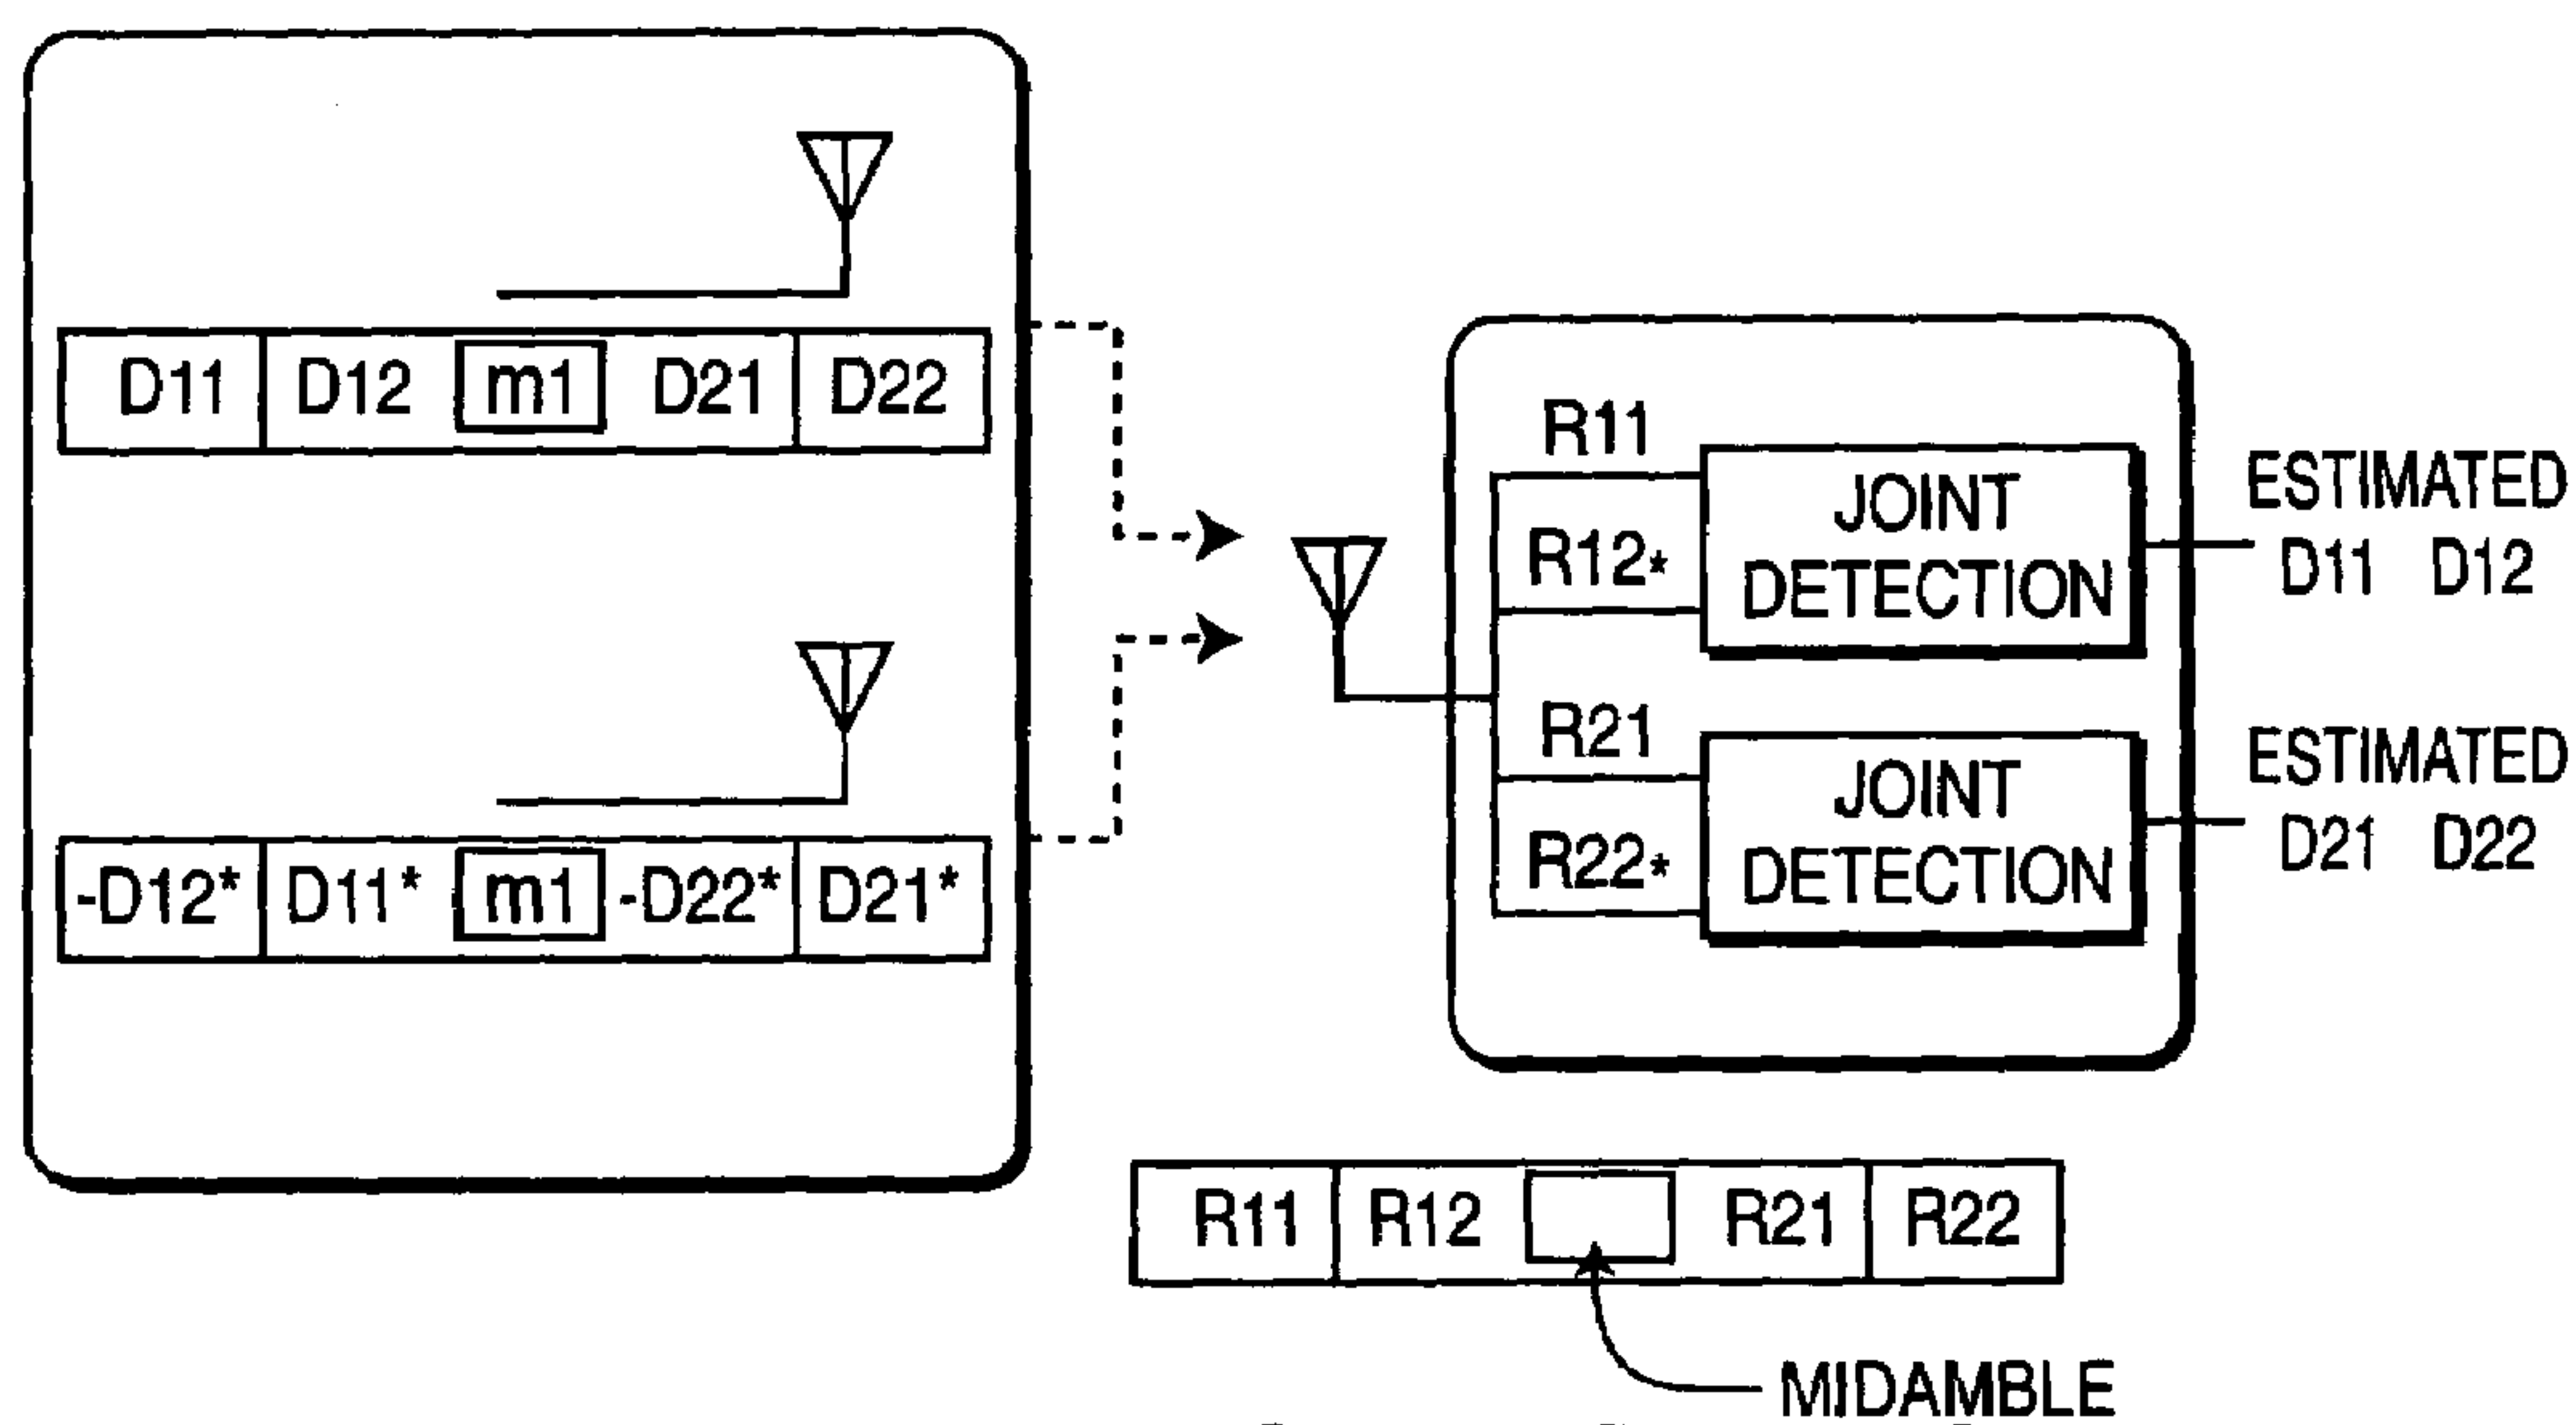 D11 D12 m1 D21 D22
-D12* D11* m1 -D22* D21*
R11
R12*
JOINT
DETECTION
ESTIMATED
D11 D12
R21
R22*
JOINT
DETECTION
ESTIMATED
D21 D22
R11 R12 R21 R22
MIDAMBLE